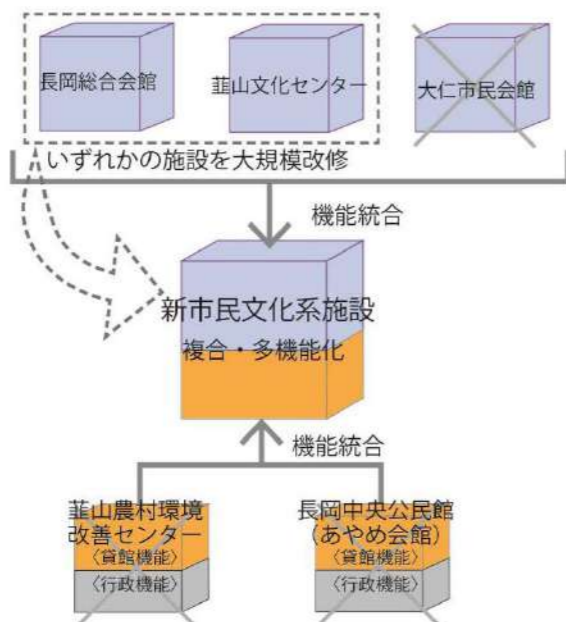 長岡総合会館
韮山文化センター
大仁市民会館
いずれかの施設を大規模改修
機能統合
新市民文化系施設
複合・多機能化
機能統合
韮山農村環境
改善センター
〈貸館機能〉
〈行政機能〉
長岡中央公民館
(あやめ会館)
〈貸館機能〉
〈行政機能〉